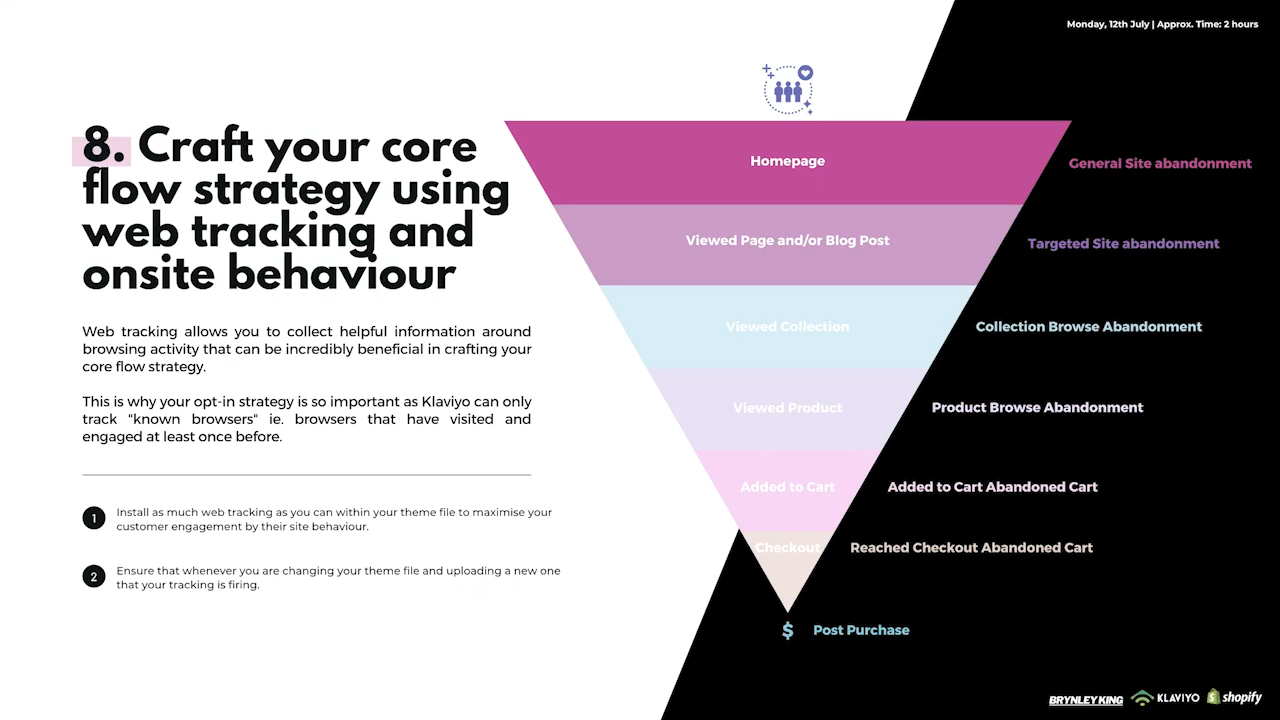 Monday, 12th July | Approx. Time: 2 hours
8. Craft your core
flow strategy using
web tracking and
onsite behaviour
Web tracking allows you to collect helpful information around
browsing activity that can be incredibly beneficial in crafting your
core flow strategy.
This is why your opt-in strategy is so important as Klaviyo can only
track "known browsers" ie. browsers that have visited and
engaged at least once before.
1 Install as much web tracking as you can within your theme file to maximise your
customer engagement by their site behaviour.
2 Ensure that whenever you are changing your theme file and uploading a new one
that your tracking is firing.
Homepage
General Site abandonment
Viewed Page and/or Blog Post
Targeted Site abandonment
Viewed Collection
Collection Browse Abandonment
Viewed Product
Product Browse Abandonment
Added to Cart
Added to Cart Abandoned Cart
Checkout
Reached Checkout Abandoned Cart
$ Post Purchase
BRYNLEY KING
KLAVIYO
shopify